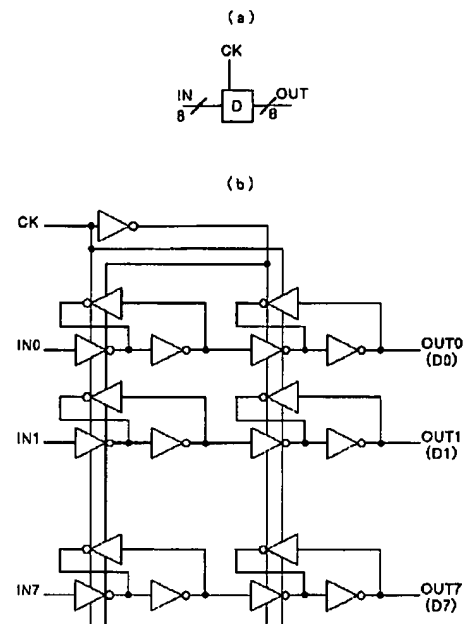 (a)
CK
IN
OUT
8
D
8
(b)
CK
IN0
OUT0
(D0)
IN1
OUT1
(D1)
IN7
OUT7
(D7)